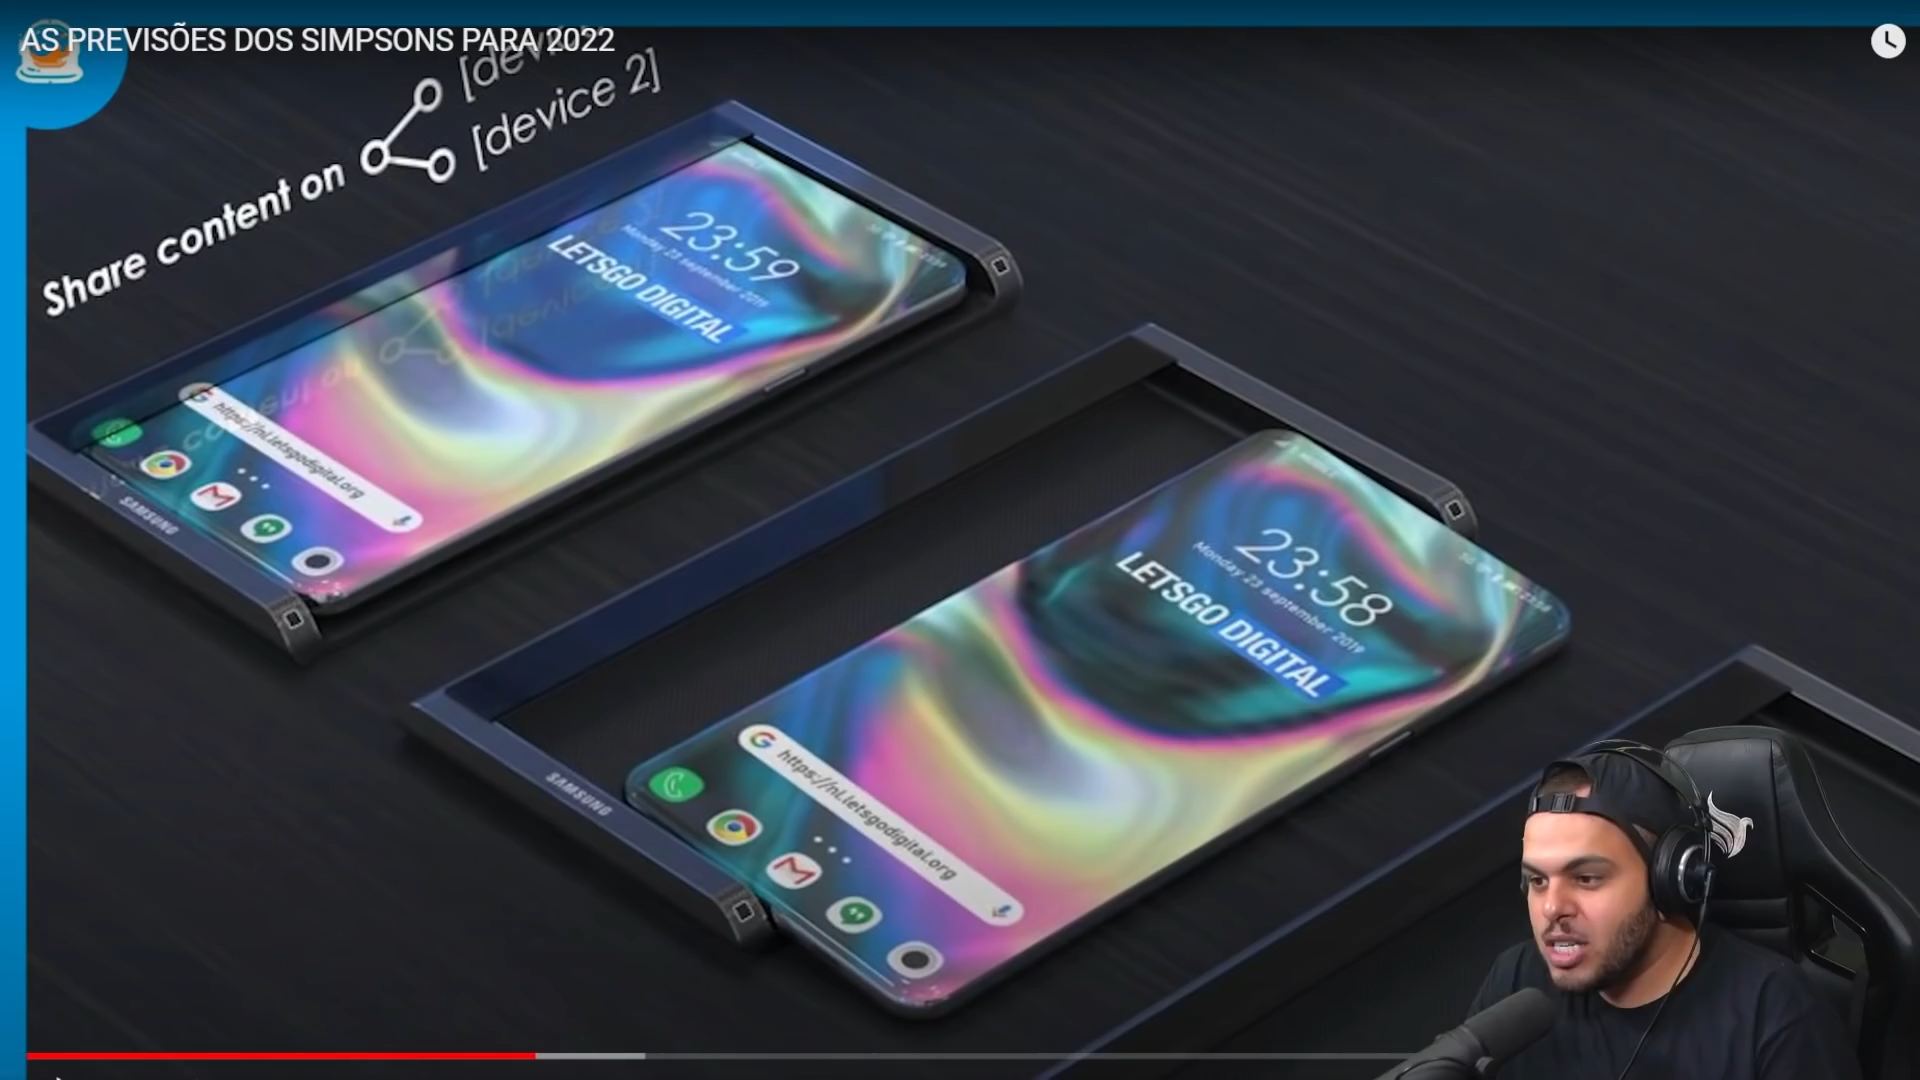 AS PREVISÕES DOS SIMPSONS PARA 2022
Share content on
[device 2]
23:59
Monday 23 september 2019
LETSGO DIGITAL
https://nl.letsgodigital.org
SAMSUNG
23:58
Monday 23 september 2019
LETSGO DIGITAL
https://nl.letsgodigital.org
SAMSUNG